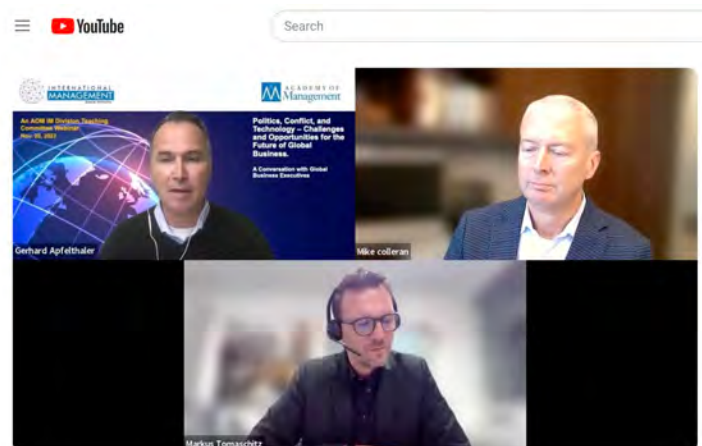 YouTube
Search
INTERNATIONAL
MANAGEMENT
ACADEMY OF
Management
An AOM IM Division Teaching
Committee Webinar
Politics, Conflict, and
Technology – Challenges
and Opportunities for the
Future of Global
Business.
A Conversation with Global
Business Executives
Gerhard Apfelthaler
Mike colleran
Markus Tomaschitz